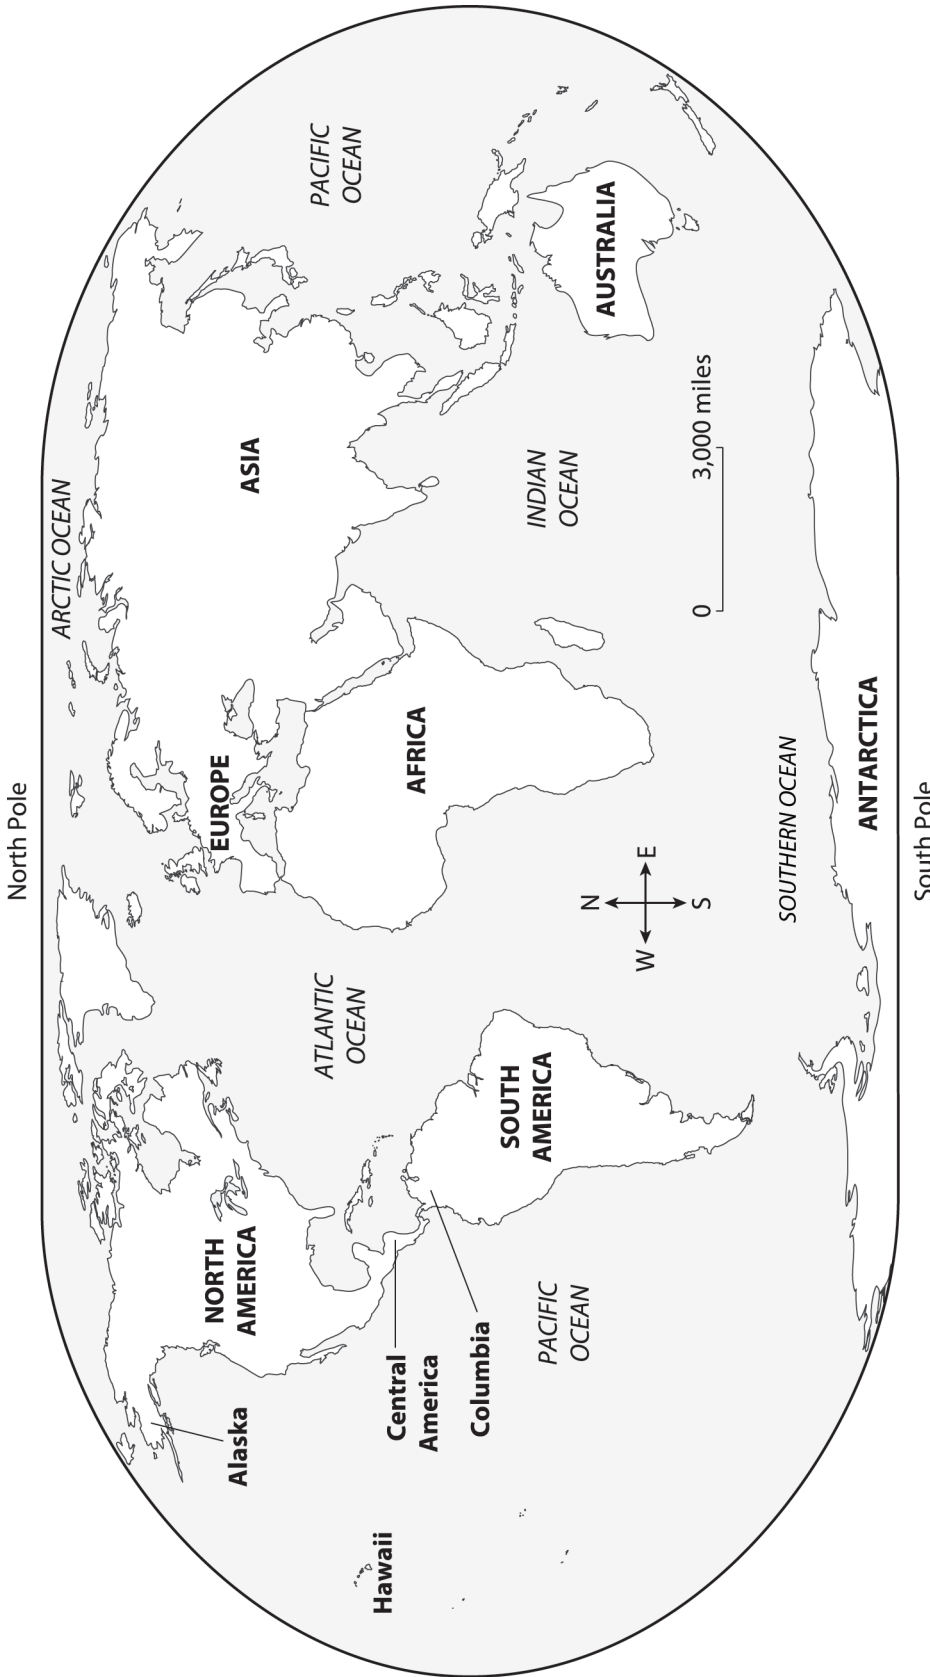 North Pole
ARCTIC OCEAN
Alaska
NORTH
AMERICA
EUROPE
ASIA
PACIFIC
OCEAN
ATLANTIC
OCEAN
Hawaii
Central
America
AFRICA
Columbia
SOUTH
AMERICA
INDIAN
OCEAN
PACIFIC
OCEAN
AUSTRALIA
N
W
E
S
0
3,000 miles
SOUTHERN OCEAN
ANTARCTICA
South Pole